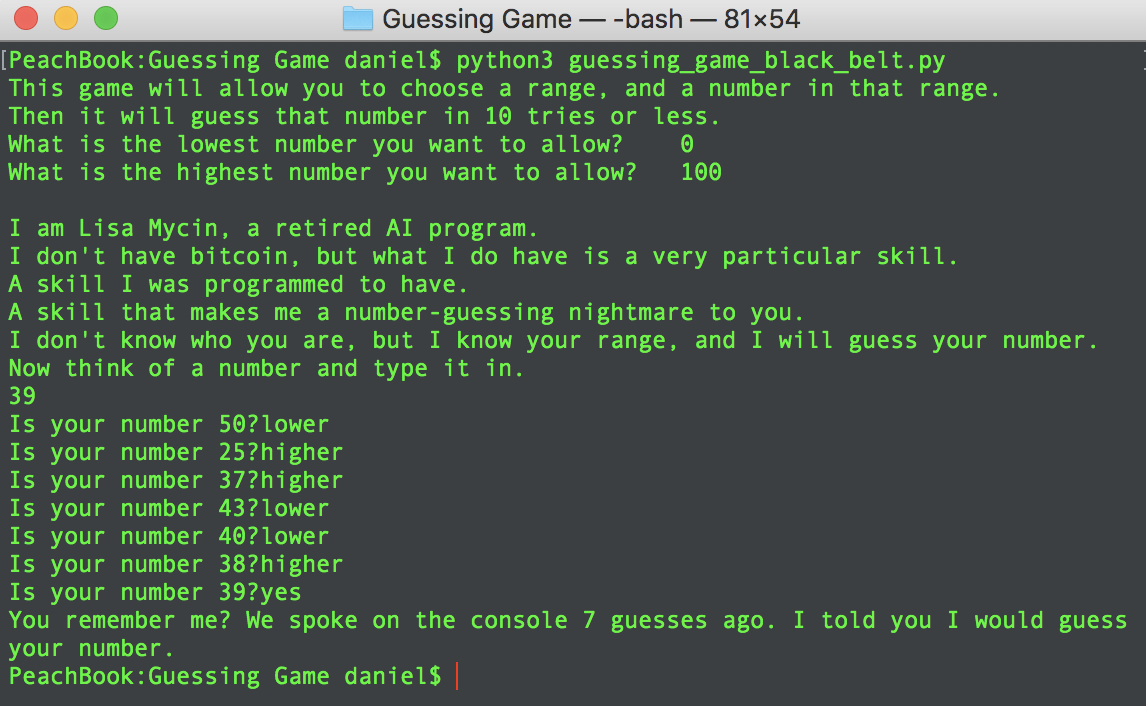 Guessing Game — -bash — 81×54
[PeachBook:Guessing Game daniel$ python3 guessing_game_black_belt.py
This game will allow you to choose a range, and a number in that range.
Then it will guess that number in 10 tries or less.
What is the lowest number you want to allow?    0
What is the highest number you want to allow?   100
I am Lisa Mycin, a retired AI program.
I don't have bitcoin, but what I do have is a very particular skill.
A skill I was programmed to have.
A skill that makes me a number-guessing nightmare to you.
I don't know who you are, but I know your range, and I will guess your number.
Now think of a number and type it in.
39
Is your number 50?lower
Is your number 25?higher
Is your number 37?higher
Is your number 43?lower
Is your number 40?lower
Is your number 38?higher
Is your number 39?yes
You remember me? We spoke on the console 7 guesses ago. I told you I would guess
your number.
PeachBook:Guessing Game daniel$